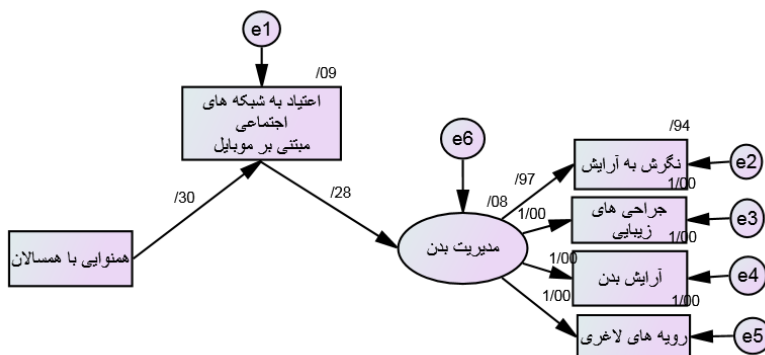 e1
/09
اعتیاد به شبکه های
اجتماعی
مبتنی بر موبایل
/30
/28
همنوایی با همسالان
e6
/08
مدیریت بدن
/97
1/00
1/00
1/00
/94
نگرش به آرایش
e2
1/00
جراحی های
زیبایی
e3
1/00
آرایش بدن
e4
1/00
رویه های لاغری
e5